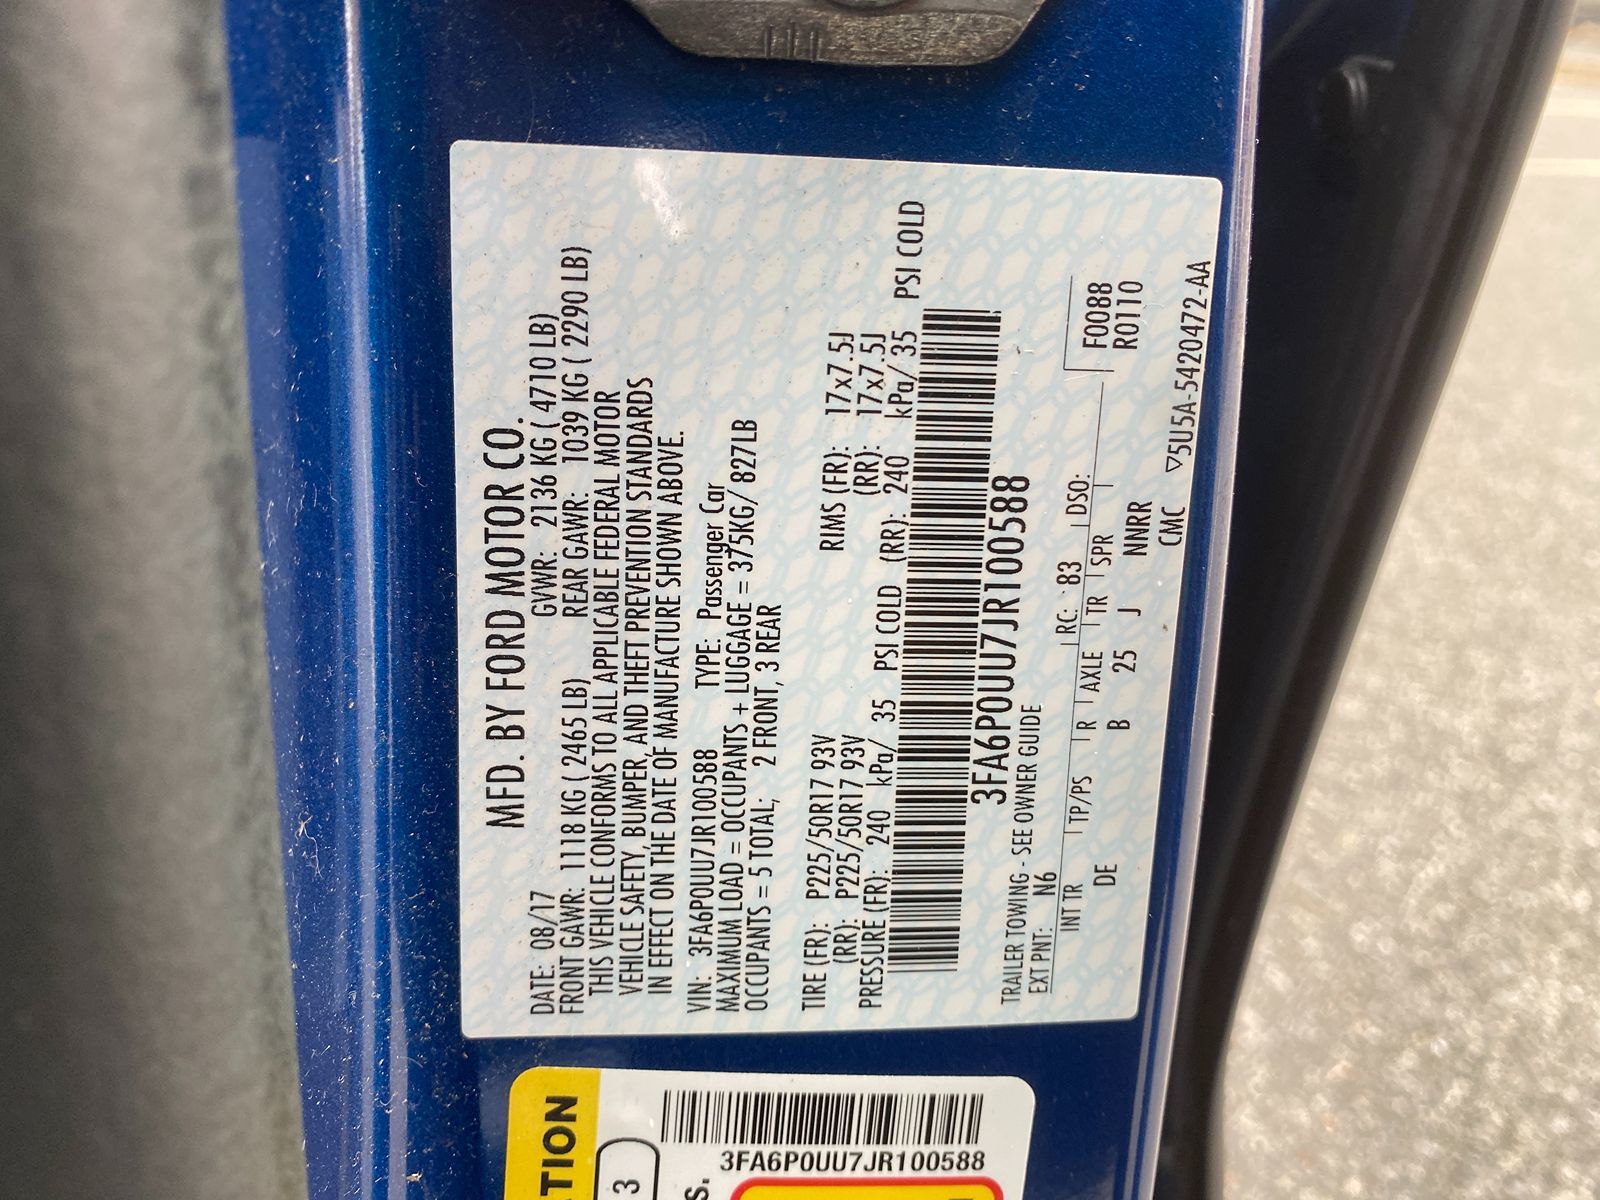 MFD. BY FORD MOTOR CO.
DATE: 08/17 GVWR: 2136 KG ( 4710 LB)
FRONT GAWR: 1118 KG ( 2465 LB) REAR GAWR: 1039 KG ( 2290 LB)
THIS VEHICLE CONFORMS TO ALL APPLICABLE FEDERAL MOTOR
VEHICLE SAFETY, BUMPER, AND THEFT PREVENTION STANDARDS
IN EFFECT ON THE DATE OF MANUFACTURE SHOWN ABOVE.
VIN: 3FA6P0UU7JR100588 TYPE: Passenger Car
MAXIMUM LOAD = OCCUPANTS + LUGGAGE = 375KG/ 827LB
OCCUPANTS = 5 TOTAL; 2 FRONT, 3 REAR
TIRE (FR): P225/50R17 93V RIMS (FR): 17x7.5J
(RR): P225/50R17 93V (RR): 17x7.5J
PRESSURE (FR): 240 kPa/ 35 PSI COLD (RR): 240 kPa/ 35 PSI COLD
3FA6P0UU7JR100588
TRAILER TOWING - SEE OWNER GUIDE
EXT PNT: N6 RC: 83 DSO:
INT TR TP/PS R AXLE TR SPR
DE B 25 J NNRR
F0088
R0110
CMC ▽5U5A-5420472-AA
ATION
3
3FA6P0UU7JR100588
S.